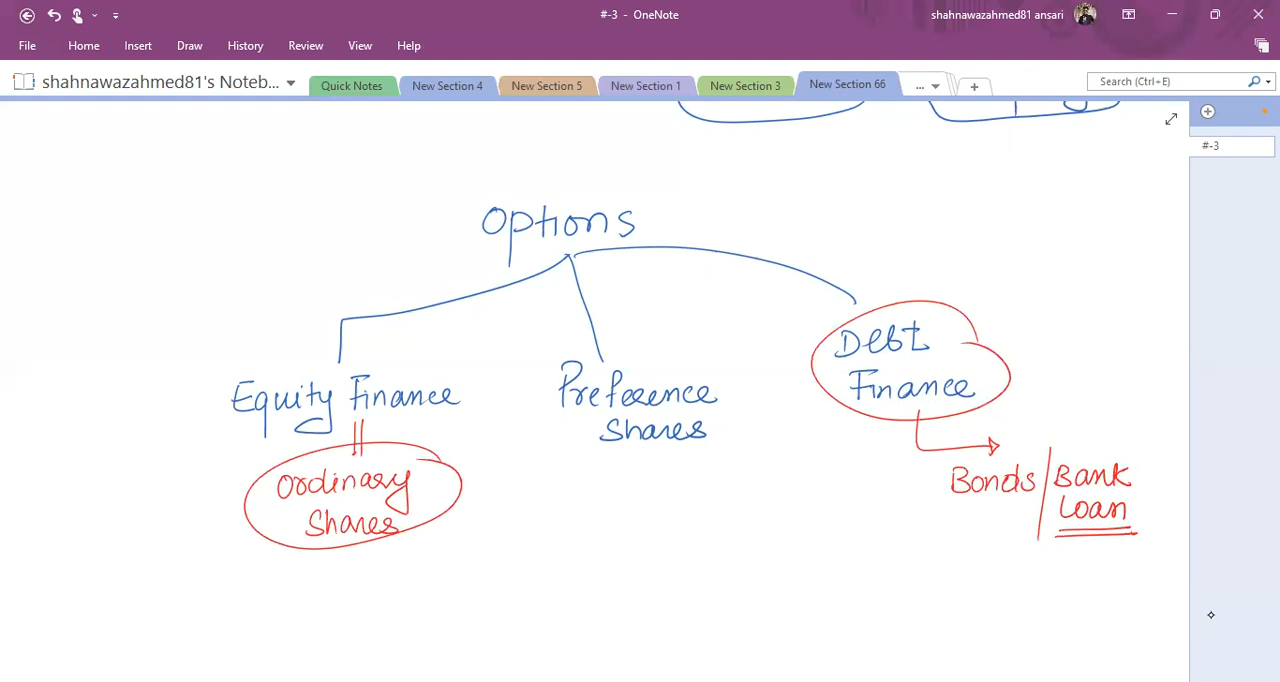 #-3 - OneNote
shahnawazahmed81 ansari
File Home Insert Draw History Review View Help
shahnawazahmed81's Noteb...
Quick Notes
New Section 4
New Section 5
New Section 1
New Section 3
New Section 66
...
Search (Ctrl+E)
#-3
Options
Equity Finance
Ordinary
Shares
Preference
Shares
Debt
Finance
Bonds/Bank
Loan